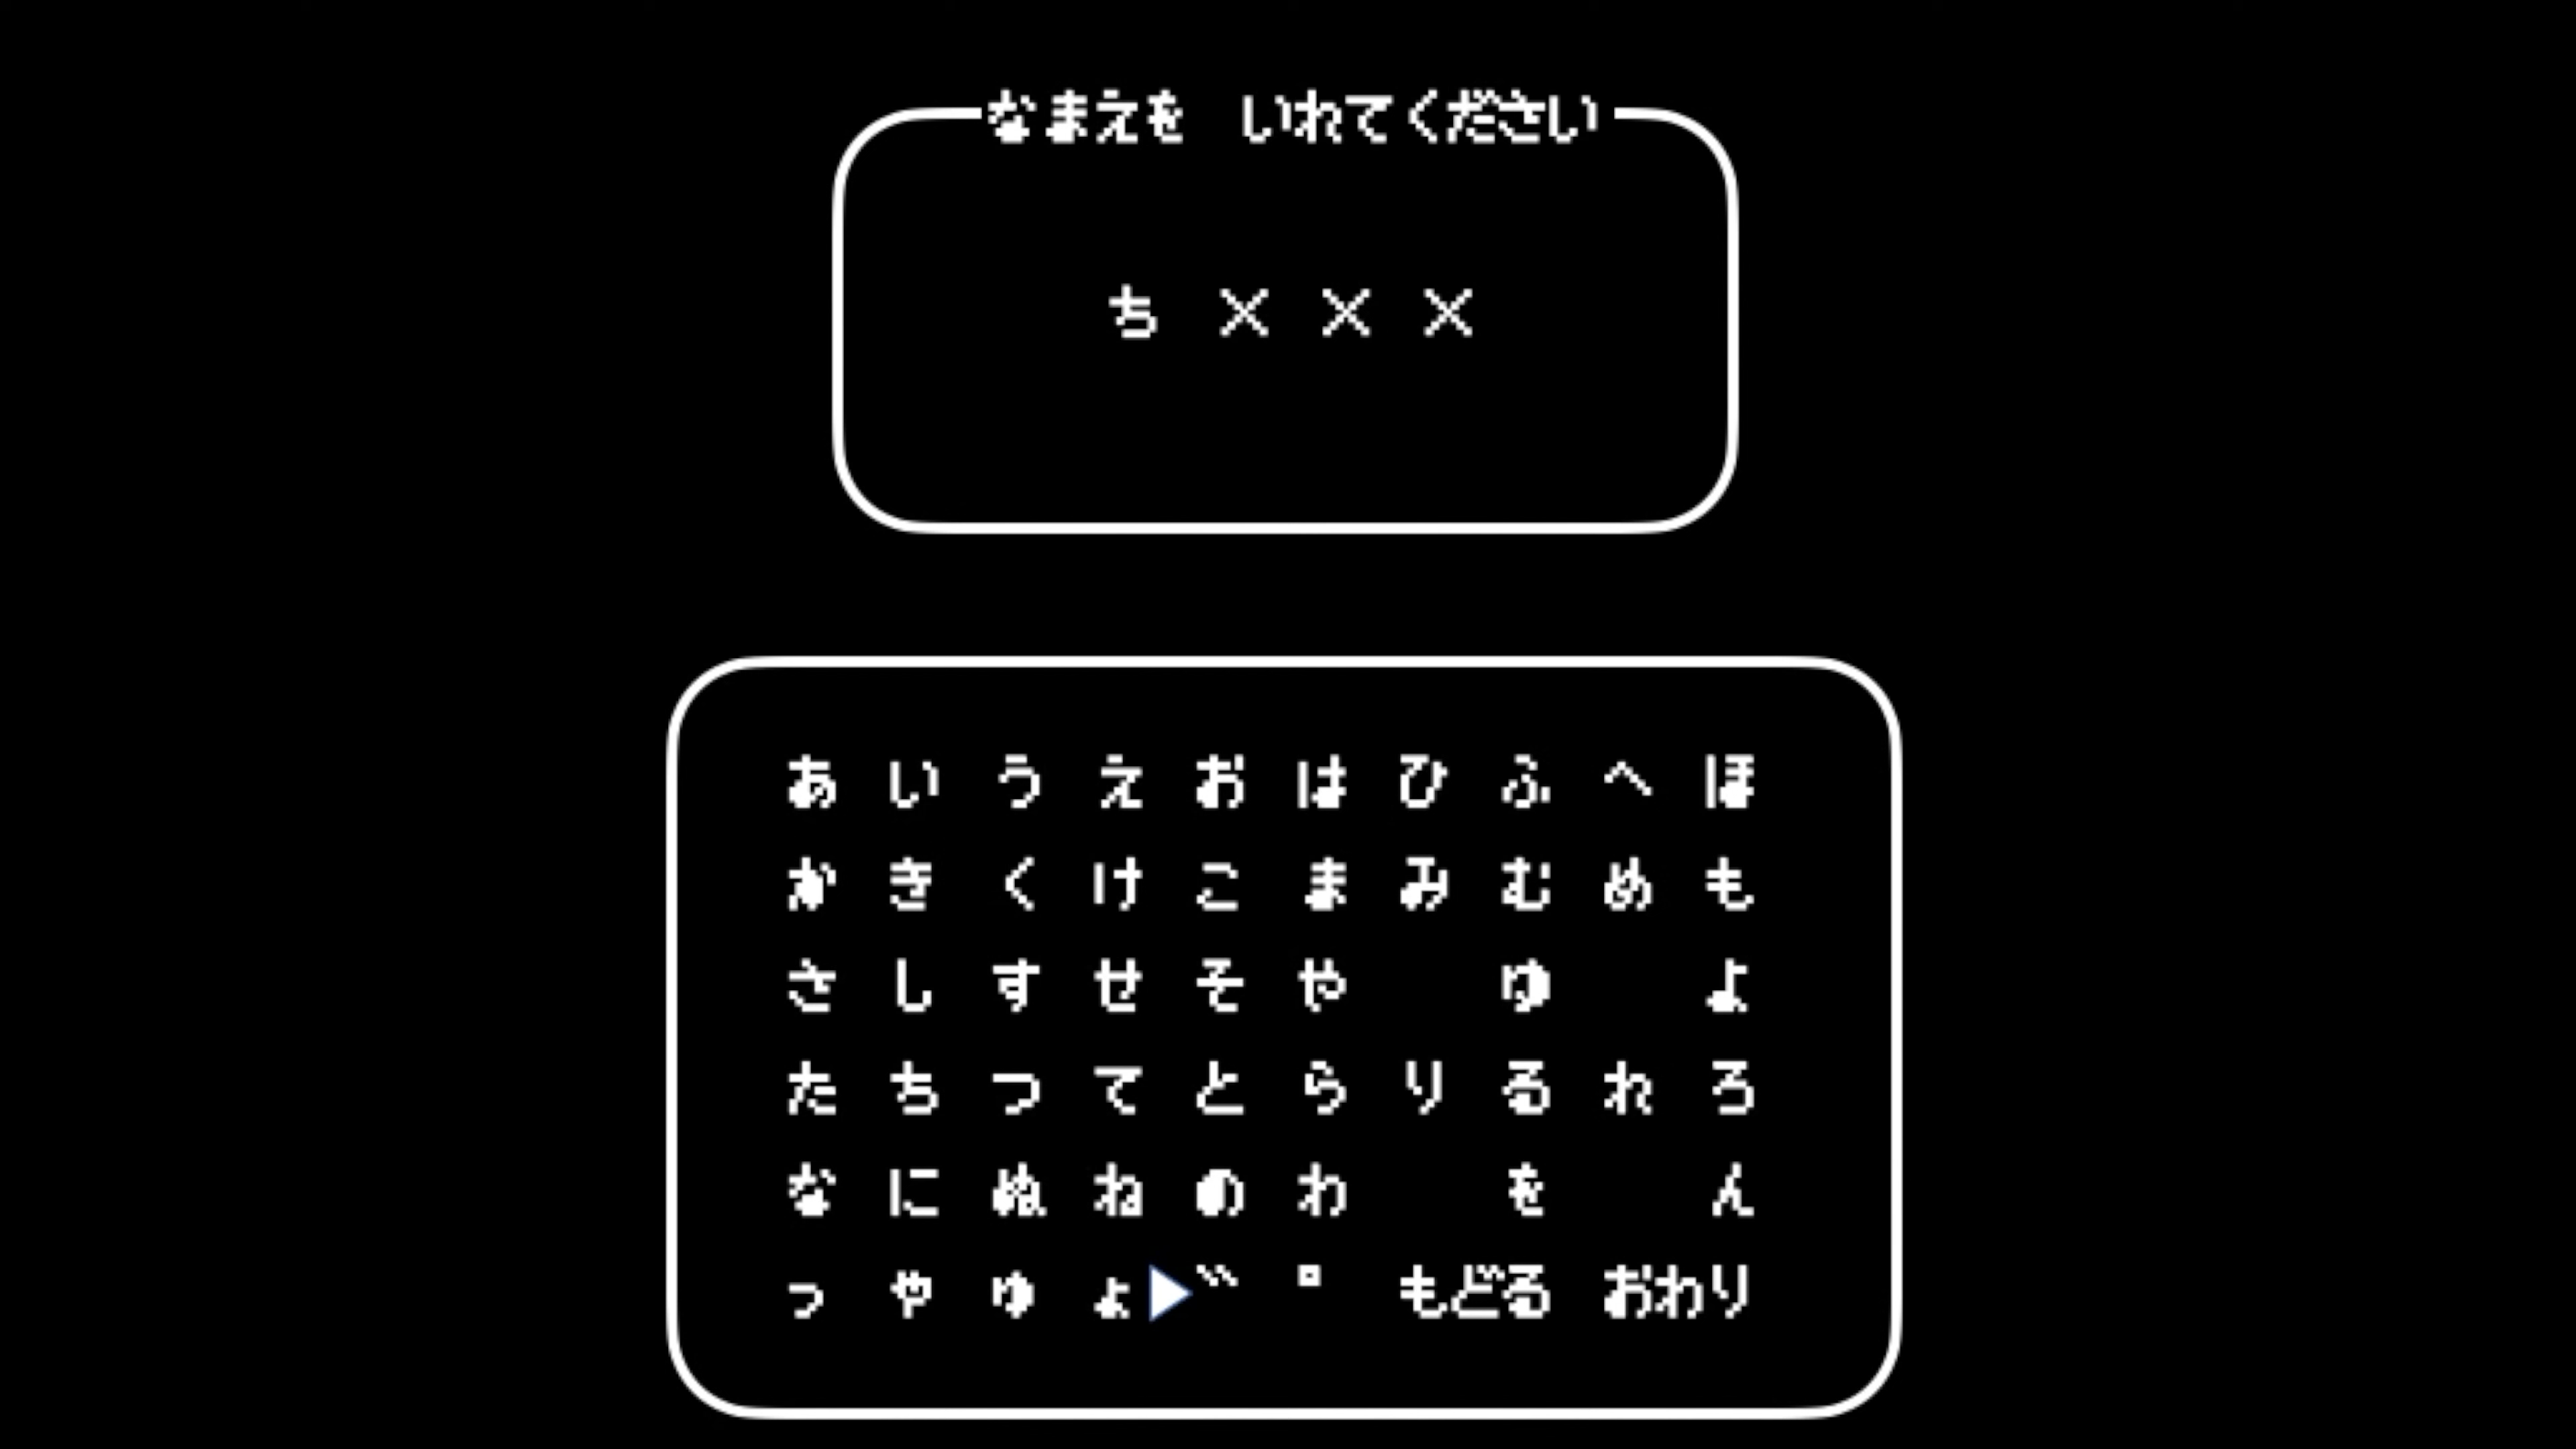 なまえを　いれてください
ち × × ×
あ い う え お は ひ ふ へ ほ
か き く け こ ま み む め も
さ し す せ そ や ゆ よ
た ち つ て と ら り る れ ろ
な に ぬ ね の わ を ん
っ ゃ ゅ ょ ▶ ゛ ゜ もどる おわり